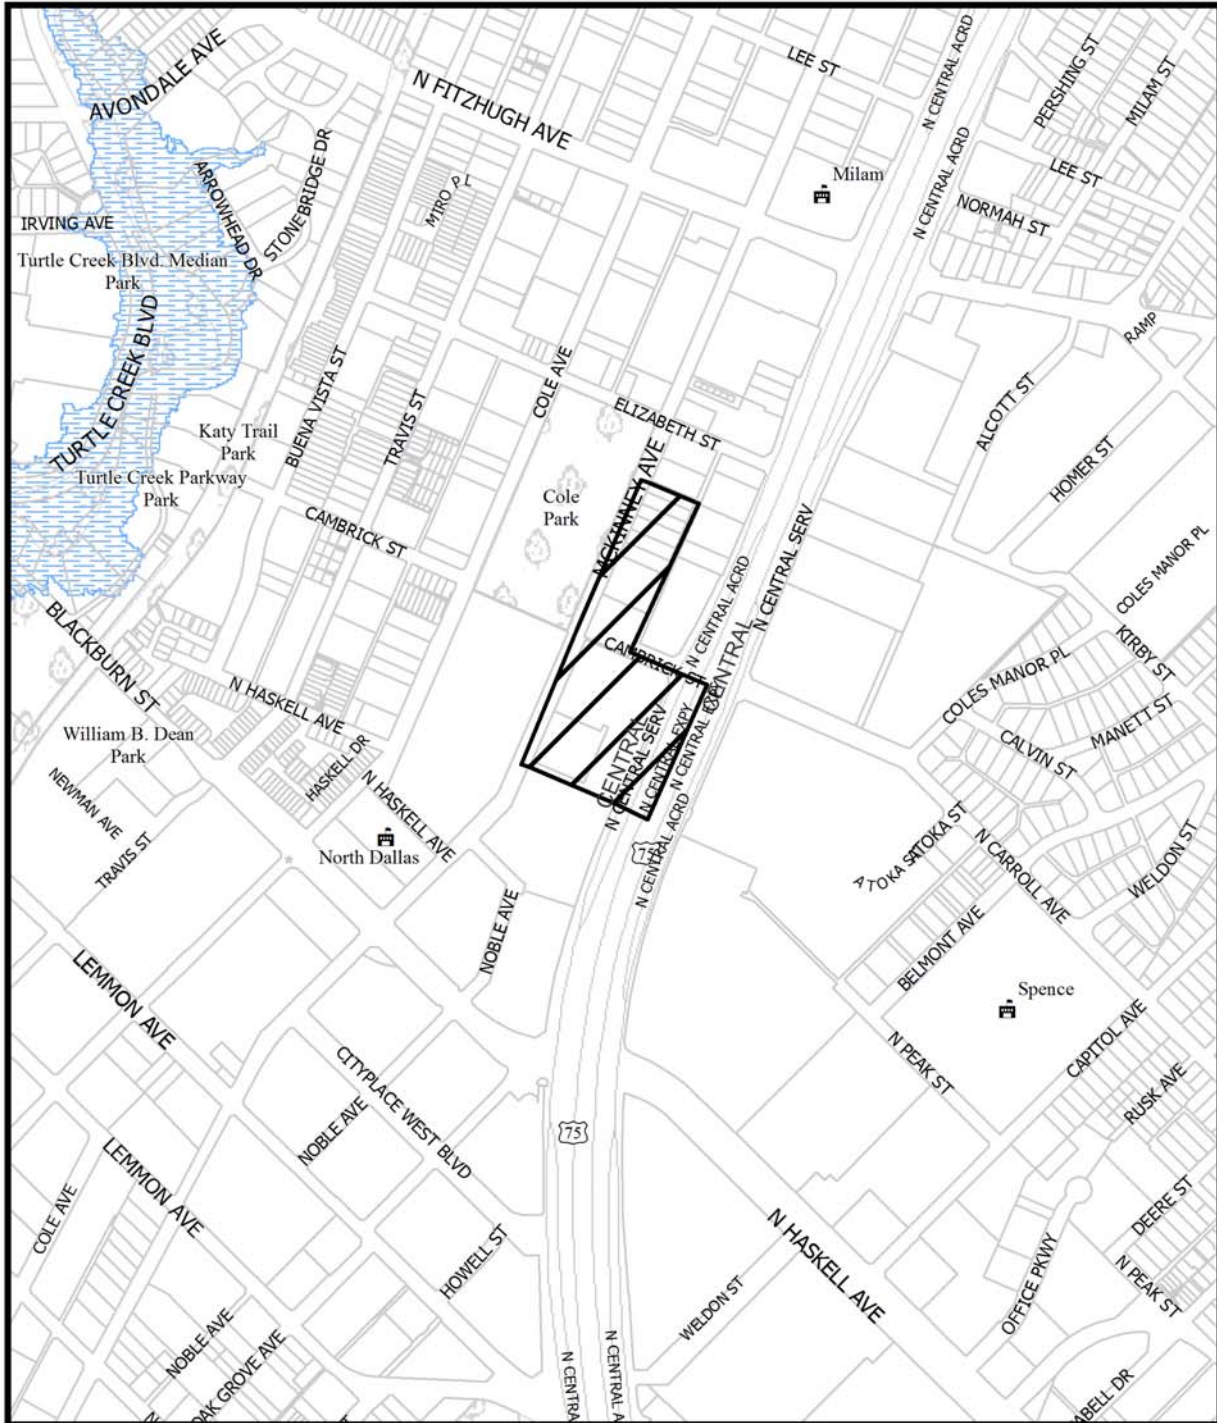 AVONDALE AVE
N FITZHUGH AVE
LEE ST
N CENTRAL ACRD
PERSHING ST
MILAM ST
ARROWHEAD DR
STONEBRIDGE DR
MIRO PL
Milam
N CENTRAL ACRD
LEE ST
NORMAH ST
IRVING AVE
Turtle Creek Blvd. Median
Park
TURTLE CREEK BLVD
RAMP
BUENA VISTA ST
TRAVIS ST
COLE AVE
ELIZABETH ST
ALCOTT ST
HOMER ST
Katy Trail
Park
Turtle Creek Parkway
Park
Cole
Park
MCKINNEY AVE
CAMBRICK ST
N CENTRAL SERV
COLES MANOR PL
N CENTRAL ACRD
BLACKBURN ST
CAMBRICK ST
CENTRAL
KIRBY ST
N HASKELL AVE
COLES MANOR PL
MANETT ST
William B. Dean
Park
CALVIN ST
CENTRAL
N CENTRAL SERV
N CENTRAL EXPY
N CENTRAL EXPY
HASKELL DR
N HASKELL AVE
NEWMAN AVE
TRAVIS ST
North Dallas
75
N CENTRAL ACRD
ATOKA ST
ATOKA ST
N CARROLL AVE
WELDON ST
NOBLE AVE
BELMONT AVE
LEMMON AVE
Spence
N PEAK ST
CAPITOL AVE
CITYPLACE WEST BLVD
NOBLE AVE
75
RUSK AVE
LEMMON AVE
COLE AVE
HOWELL ST
N HASKELL AVE
DEERE ST
OFFICE PKWY
N PEAK ST
WELDON ST
NOBLE AVE
OAK GROVE AVE
N CENTRA
N CENTRAL A
ABELL DR